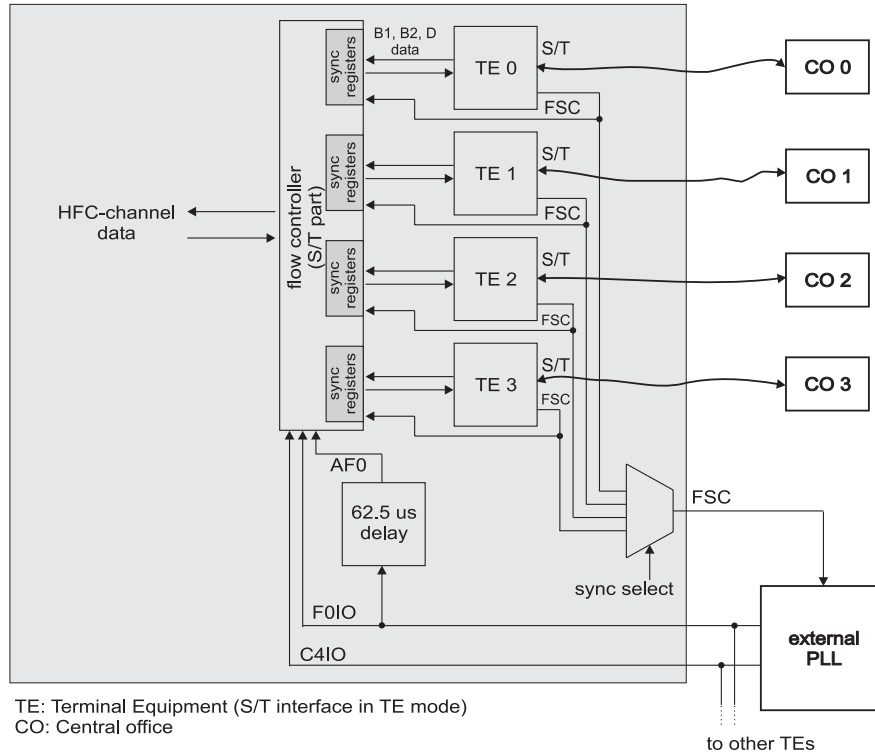 B1, B2, D
data
sync
registers
TE 0
S/T
FSC
CO 0
sync
registers
TE 1
S/T
FSC
CO 1
HFC-channel
data
flow controller
(S/T part)
sync
registers
TE 2
S/T
FSC
CO 2
sync
registers
TE 3
S/T
FSC
CO 3
AF0
62.5 us
delay
FSC
sync select
F0IO
C4IO
external
PLL
TE: Terminal Equipment (S/T interface in TE mode)
CO: Central office
to other TEs